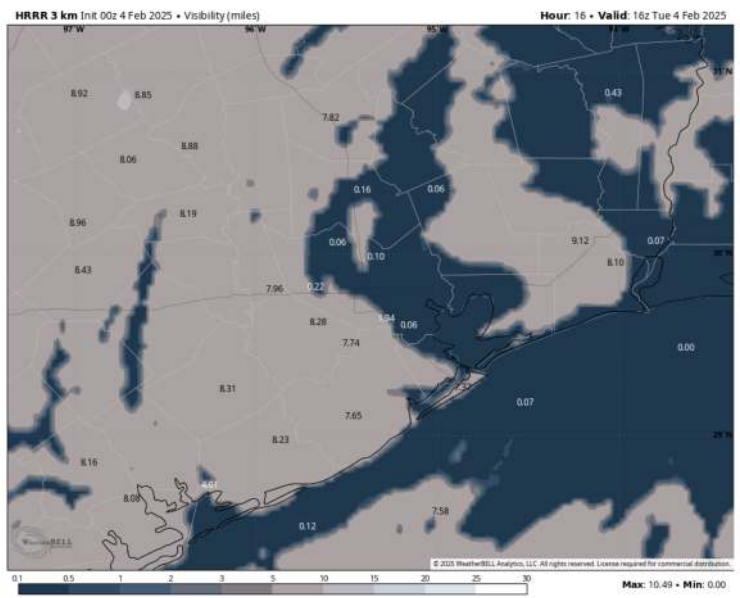 HRRR 3 km Init 00z 4 Feb 2025 • Visibility (miles) Hour: 16 • Valid: 16z Tue 4 Feb 2025
97°W 96°W 95°W 94°W
31°N
8.92 8.85 0.43
7.82
8.88
8.06
0.16 0.06
8.19
8.96
0.06 9.12 0.07
30°N
0.10 8.10
8.43
7.96 0.22
8.28 0.06
7.74 0.00
8.31
0.07
7.65
29°N
8.23
8.16
4.01
8.08
7.58
0.12
WeatherBELL
© 2025 WeatherBELL Analytics, LLC. All rights reserved. License required for commercial distribution.
0.1 0.5 1 2 3 5 10 15 20 25 30
Max: 10.49 • Min: 0.00